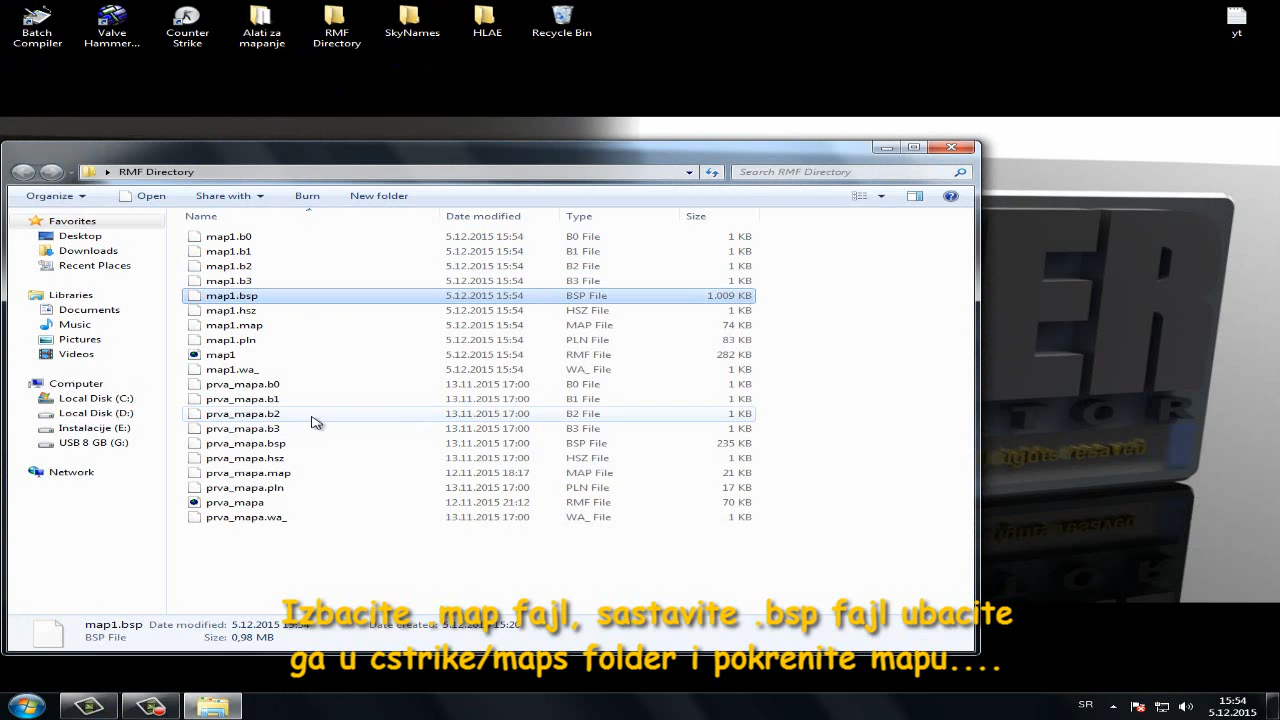 Batch Compiler
Valve Hammer...
Counter Strike
Alati za mapanje
RMF Directory
SkyNames
HLAE
Recycle Bin
yt
RMF Directory
Search RMF Directory
Organize
Open
Share with
Burn
New folder
Favorites
Desktop
Downloads
Recent Places
Libraries
Documents
Music
Pictures
Videos
Computer
Local Disk (C:)
Local Disk (D:)
Instalacije (E:)
USB 8 GB (G:)
Network
Name Date modified Type Size
map1.b0 5.12.2015 15:54 B0 File 1 KB
map1.b1 5.12.2015 15:54 B1 File 1 KB
map1.b2 5.12.2015 15:54 B2 File 1 KB
map1.b3 5.12.2015 15:54 B3 File 1 KB
map1.bsp 5.12.2015 15:54 BSP File 1.009 KB
map1.hsz 5.12.2015 15:54 HSZ File 1 KB
map1.map 5.12.2015 15:54 MAP File 74 KB
map1.pln 5.12.2015 15:54 PLN File 83 KB
map1 5.12.2015 15:54 RMF File 282 KB
map1.wa_ 5.12.2015 15:54 WA_ File 1 KB
prva_mapa.b0 13.11.2015 17:00 B0 File 1 KB
prva_mapa.b1 13.11.2015 17:00 B1 File 1 KB
prva_mapa.b2 13.11.2015 17:00 B2 File 1 KB
prva_mapa.b3 13.11.2015 17:00 B3 File 1 KB
prva_mapa.bsp 13.11.2015 17:00 BSP File 235 KB
prva_mapa.hsz 13.11.2015 17:00 HSZ File 1 KB
prva_mapa.map 12.11.2015 18:17 MAP File 21 KB
prva_mapa.pln 13.11.2015 17:00 PLN File 17 KB
prva_mapa 12.11.2015 21:12 RMF File 70 KB
prva_mapa.wa_ 13.11.2015 17:00 WA_ File 1 KB
map1.bsp Date modified: 5.12.2015 15:54 Date created: 5.12.2015
BSP File Size: 0,98 MB
Izbacite .map fajl, sastavite .bsp fajl ubacite
ga u cstrike/maps folder i pokrenite mapu....
SR
15:54
5.12.2015